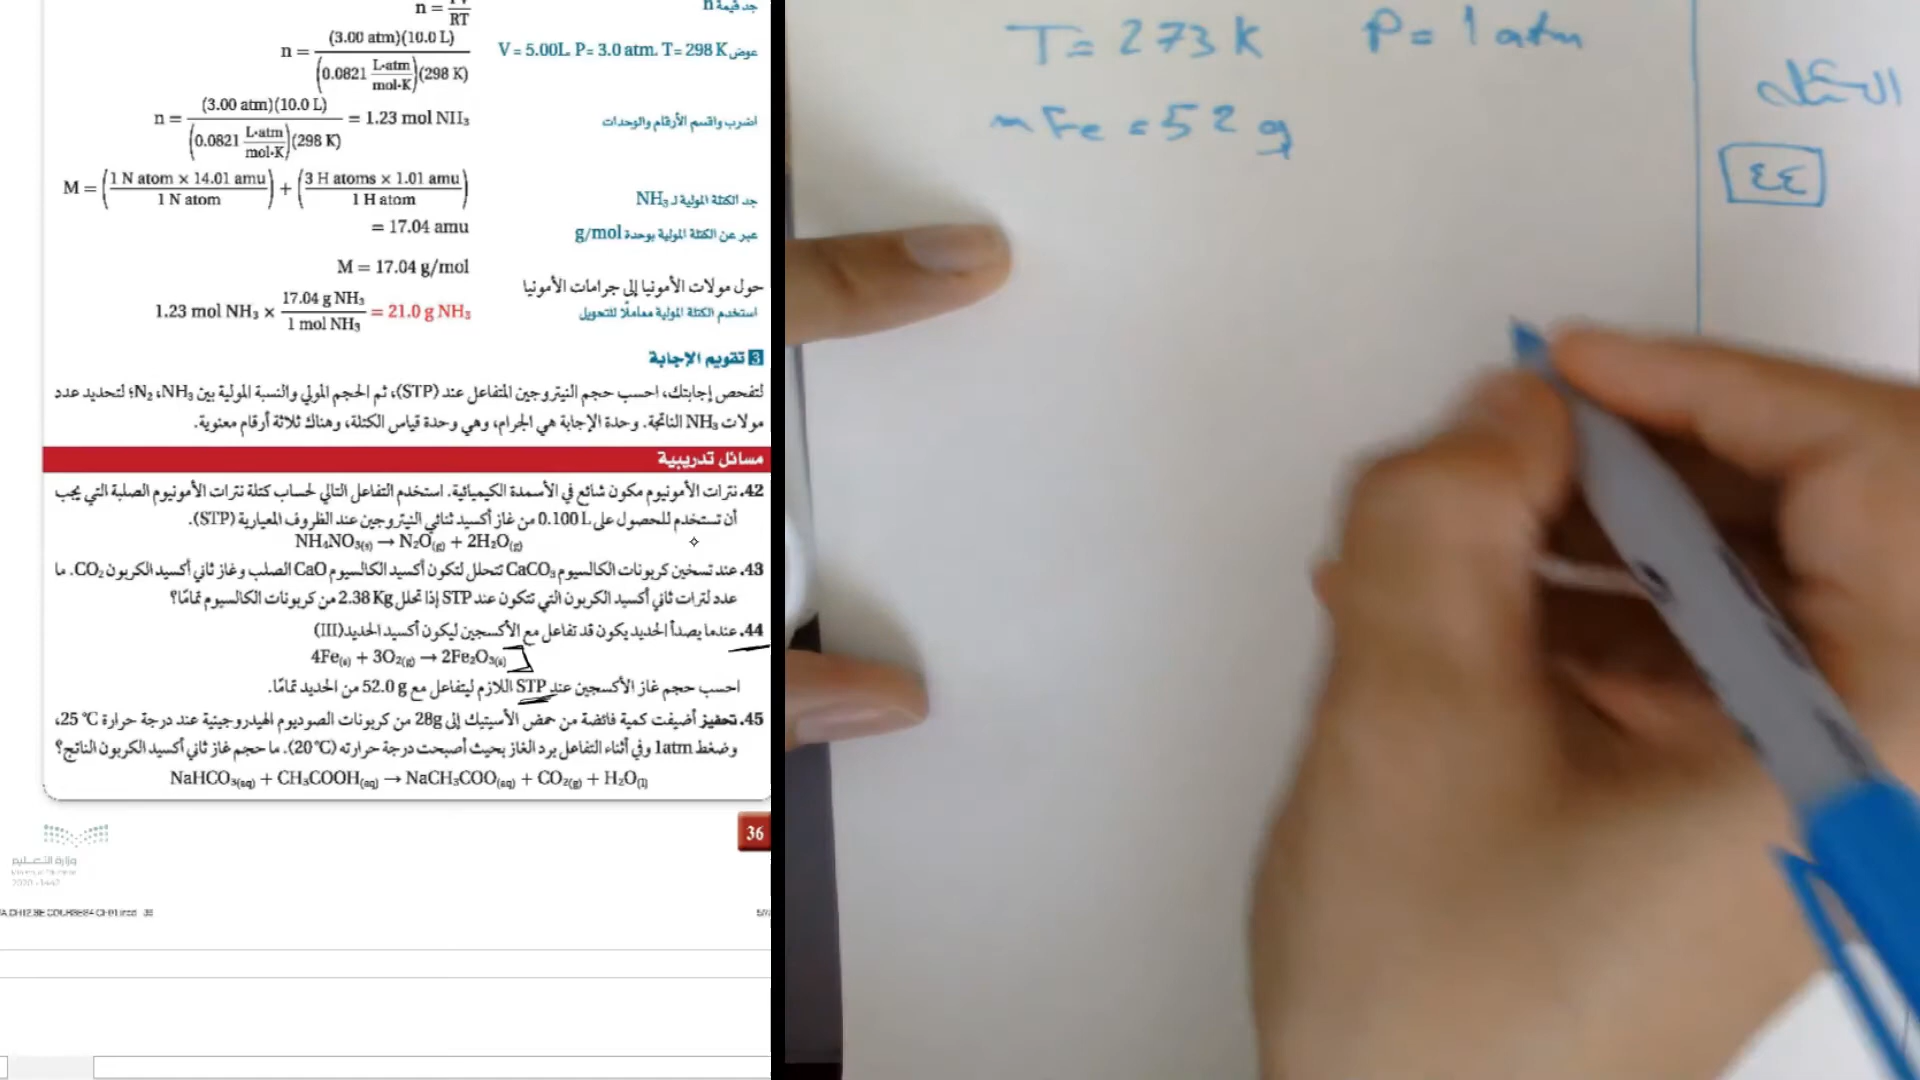 جد قيمة n
n = PV/RT
عوض V = 5.00L. P= 3.0 atm. T= 298 K
n = (3.00 atm)(10.0 L) / (0.0821 L·atm/mol·K)(298 K)
اضرب واقسم الأرقام والوحدات
n = (3.00 atm)(10.0 L) / (0.0821 L·atm/mol·K)(298 K) = 1.23 mol NH₃
جد الكتلة المولية لـ NH₃
M = (1 N atom × 14.01 amu / 1 N atom) + (3 H atoms × 1.01 amu / 1 H atom)
= 17.04 amu
عبر عن الكتلة المولية بوحدة g/mol
M = 17.04 g/mol
حول مولات الأمونيا إلى جرامات الأمونيا
استخدم الكتلة المولية معاملًا للتحويل
1.23 mol NH₃ × 17.04 g NH₃ / 1 mol NH₃ = 21.0 g NH₃
3 تقويم الإجابة
لتفحص إجابتك، احسب حجم النيتروجين المتفاعل عند (STP)، ثم الحجم المولي والنسبة المولية بين N₂ ،NH₃؛ لتحديد عدد
مولات NH₃ الناتجة. وحدة الإجابة هي الجرام، وهي وحدة قياس الكتلة، وهناك ثلاثة أرقام معنوية.
مسائل تدريبية
42. نترات الأمونيوم مكون شائع في الأسمدة الكيميائية. استخدم التفاعل التالي لحساب كتلة نترات الأمونيوم الصلبة التي يجب
أن تستخدم للحصول على 0.100 L من غاز أكسيد ثنائي النيتروجين عند الظروف المعيارية (STP).
NH₄NO₃(s) → N₂O(g) + 2H₂O(g)
43. عند تسخين كربونات الكالسيوم CaCO₃ تتحلل لتكون أكسيد الكالسيوم CaO الصلب وغاز ثاني أكسيد الكربون CO₂. ما
عدد لترات ثاني أكسيد الكربون التي تتكون عند STP إذا تحلل 2.38 Kg من كربونات الكالسيوم تمامًا؟
44. عندما يصدأ الحديد يكون قد تفاعل مع الأكسجين ليكون أكسيد الحديد (III)
4Fe(s) + 3O₂(g) → 2Fe₂O₃(s)
احسب حجم غاز الأكسجين عند STP اللازم ليتفاعل مع 52.0 g من الحديد تمامًا.
45. تحفيز أضيفت كمية فائضة من حمض الأسيتيك إلى 28g من كربونات الصوديوم الهيدروجينية عند درجة حرارة 25 °C،
وضغط 1atm وفي أثناء التفاعل يرد الغاز بحيث أصبحت درجة حرارته (20°C). ما حجم غاز ثاني أكسيد الكربون الناتج؟
NaHCO₃(aq) + CH₃COOH(aq) → NaCH₃COO(aq) + CO₂(g) + H₂O(l)
36
وزارة التعليم
2020 - 1442
T= 273 K P= 1 atm
m Fe = 52 g
٤٤